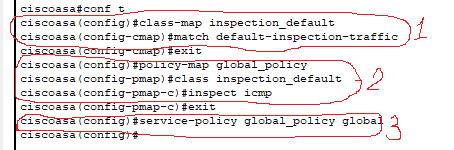 ciscoasa#conf t
ciscoasa(config)#class-map inspection_default
ciscoasa(config-cmap)#match default-inspection-traffic
1
ciscoasa(config-cmap)#exit
ciscoasa(config)#policy-map global_policy
ciscoasa(config-pmap)#class inspection_default
2
ciscoasa(config-pmap-c)#inspect icmp
ciscoasa(config-pmap-c)#exit
ciscoasa(config)#service-policy global_policy global
3
ciscoasa(config)#